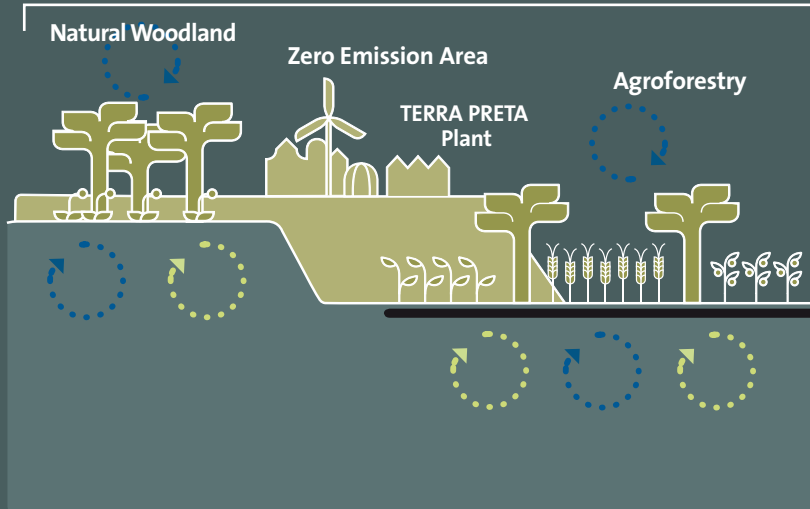 Natural Woodland
Zero Emission Area
Agroforestry
TERRA PRETA
Plant